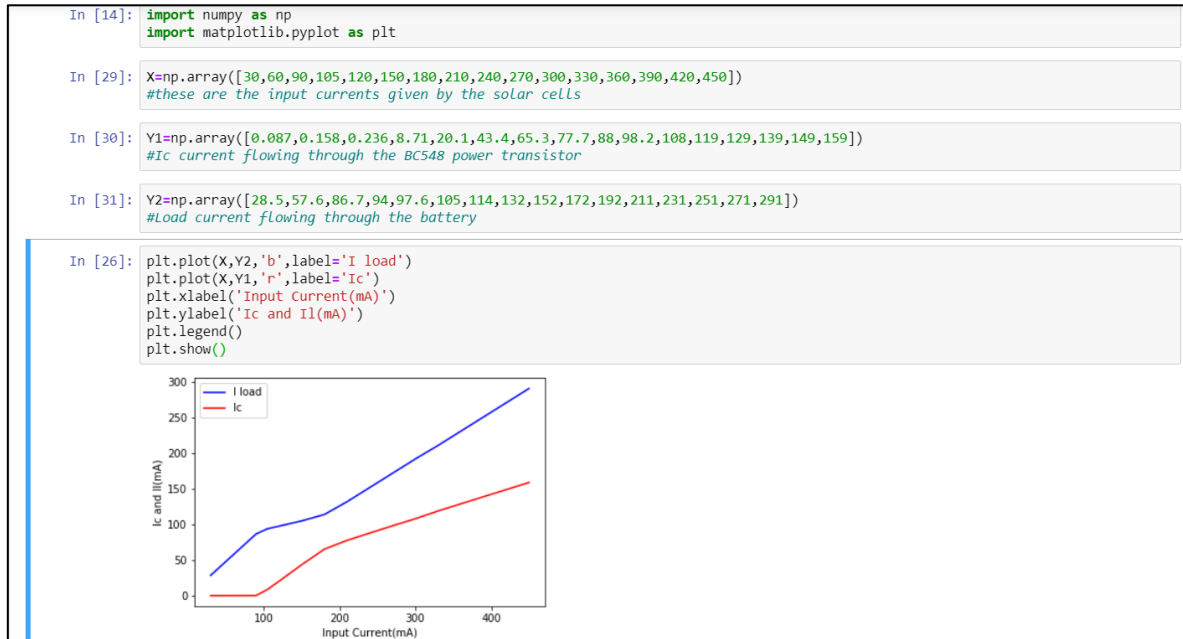 In [14]: import numpy as np
import matplotlib.pyplot as plt
In [29]: X=np.array([30,60,90,105,120,150,180,210,240,270,300,330,360,390,420,450])
#these are the input currents given by the solar cells
In [30]: Y1=np.array([0.087,0.158,0.236,8.71,20.1,43.4,65.3,77.7,88,98.2,108,119,129,139,149,159])
#Ic current flowing through the BC548 power transistor
In [31]: Y2=np.array([28.5,57.6,86.7,94,97.6,105,114,132,152,172,192,211,231,251,271,291])
#Load current flowing through the battery
In [26]: plt.plot(X,Y2,'b',label='I load')
plt.plot(X,Y1,'r',label='Ic')
plt.xlabel('Input Current(mA)')
plt.ylabel('Ic and Il(mA)')
plt.legend()
plt.show()
I load
Ic
300
250
200
150
100
50
0
Ic and Il(mA)
100 200 300 400
Input Current(mA)